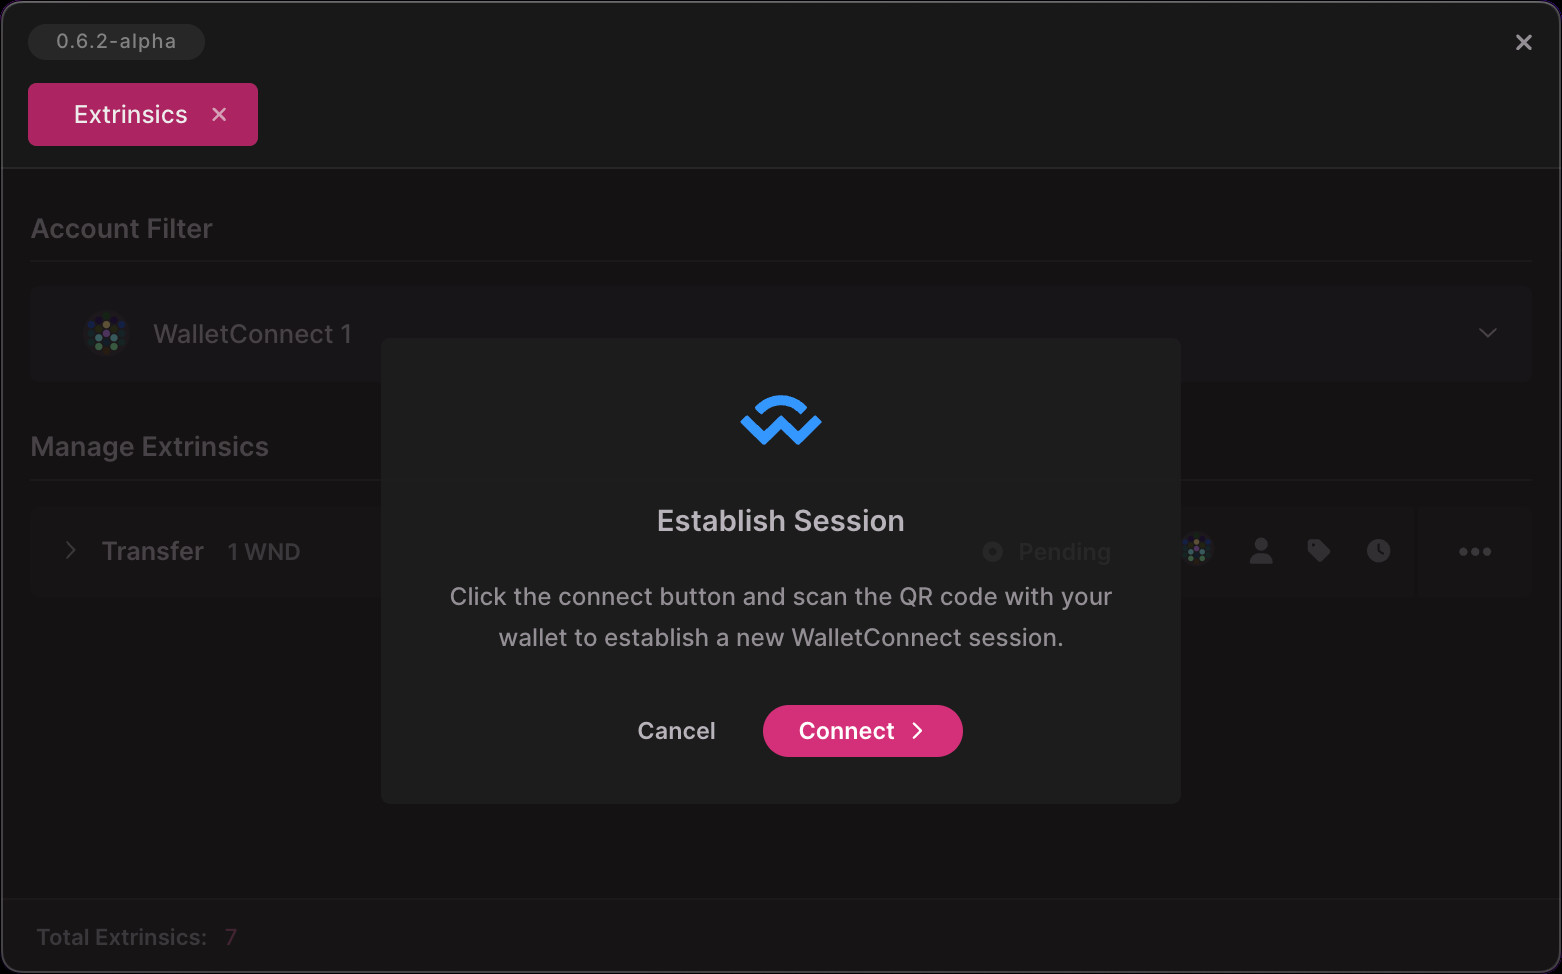 0.6.2-alpha
Extrinsics
Account Filter
WalletConnect 1
Manage Extrinsics
Transfer 1 WND
Pending
Establish Session
Click the connect button and scan the QR code with your
wallet to establish a new WalletConnect session.
Cancel
Connect
Total Extrinsics: 7